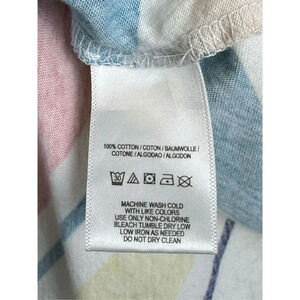 100% COTTON / COTON / BAUMWOLLE /
COTONE / ALGODAO / ALGODON
30
MACHINE WASH COLD
WITH LIKE COLORS
USE ONLY NON-CHLORINE
BLEACH TUMBLE DRY LOW
LOW IRON AS NEEDED
DO NOT DRY CLEAN